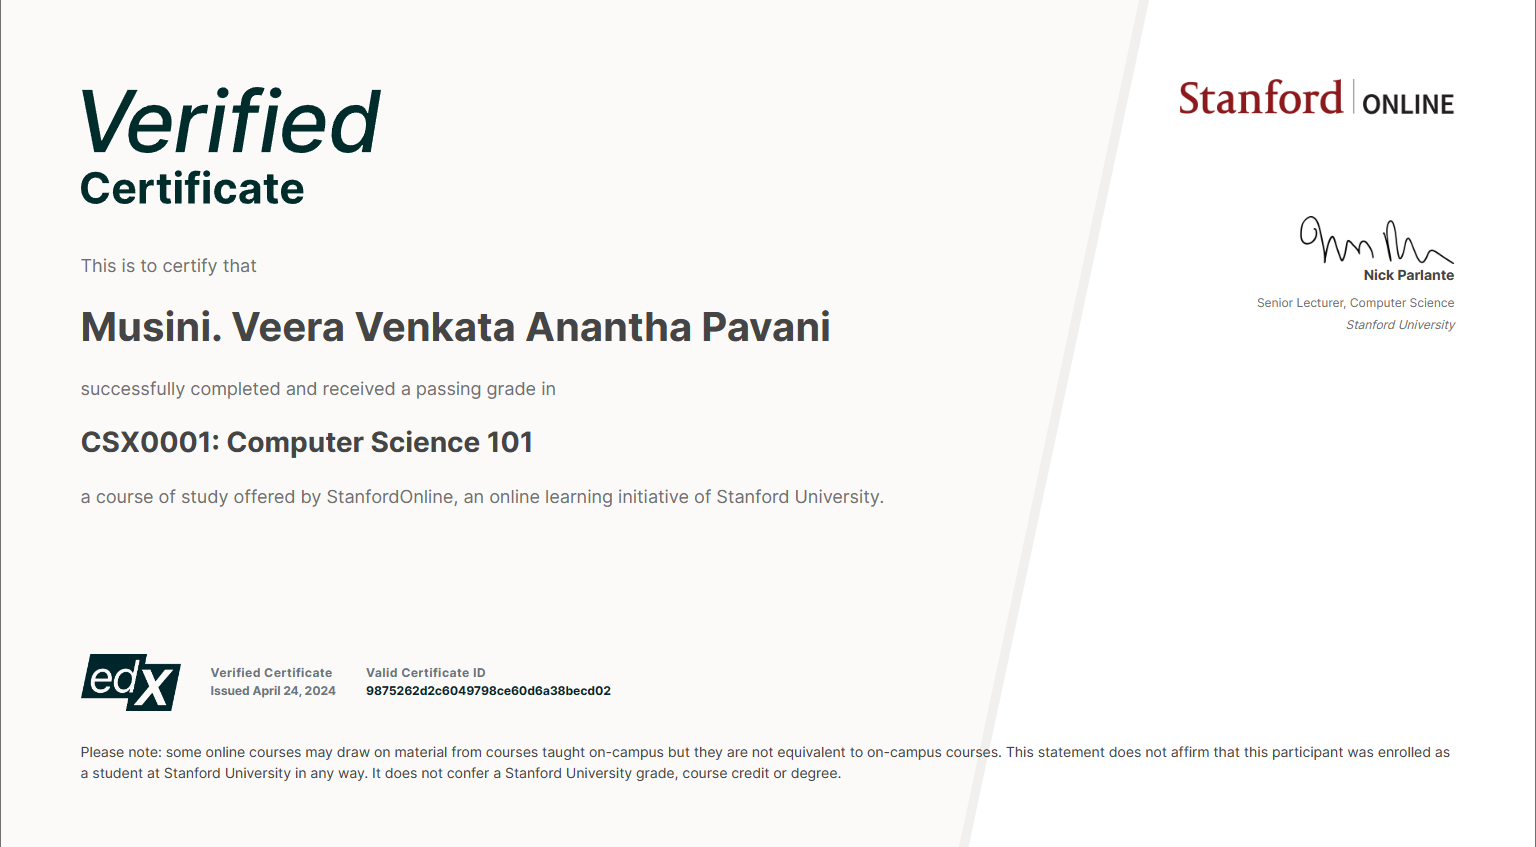 Verified
Certificate
This is to certify that
Musini. Veera Venkata Anantha Pavani
successfully completed and received a passing grade in
CSX0001: Computer Science 101
a course of study offered by StanfordOnline, an online learning initiative of Stanford University.
Stanford | ONLINE
Nick Parlante
Senior Lecturer, Computer Science
Stanford University
edX
Verified Certificate
Issued April 24, 2024
Valid Certificate ID
9875262d2c6049798ce60d6a38becd02
Please note: some online courses may draw on material from courses taught on-campus but they are not equivalent to on-campus courses. This statement does not affirm that this participant was enrolled as
a student at Stanford University in any way. It does not confer a Stanford University grade, course credit or degree.